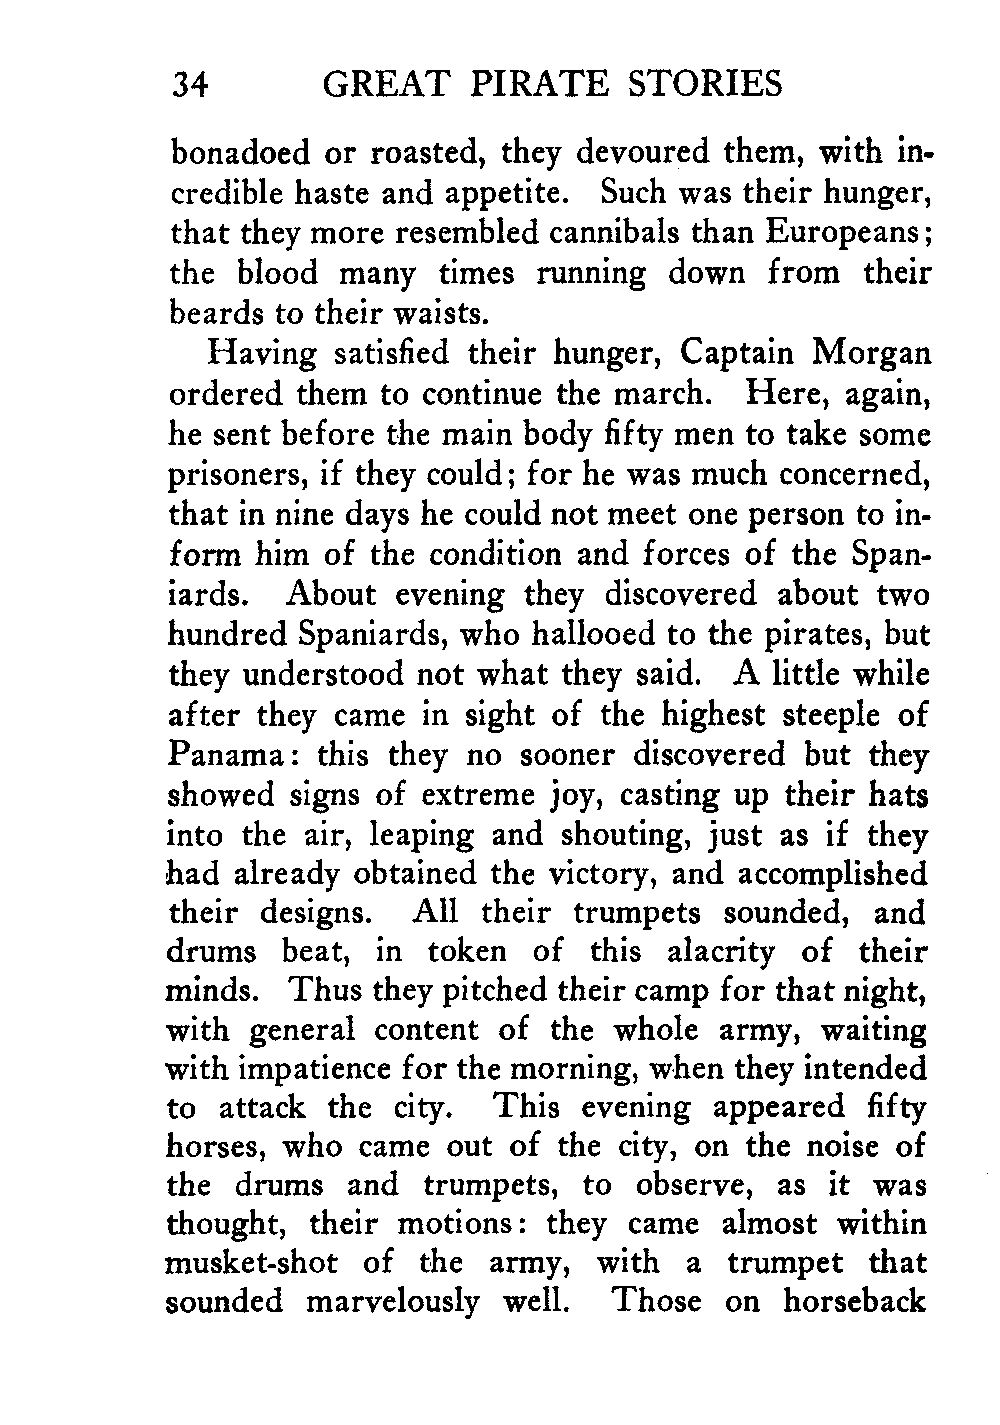 34 GREAT PIRATE STORIES
bonadoed or roasted, they devoured them, with in-
credible haste and appetite. Such was their hunger,
that they more resembled cannibals than Europeans;
the blood many times running down from their
beards to their waists.
Having satisfied their hunger, Captain Morgan
ordered them to continue the march. Here, again,
he sent before the main body fifty men to take some
prisoners, if they could; for he was much concerned,
that in nine days he could not meet one person to in-
form him of the condition and forces of the Span-
iards. About evening they discovered about two
hundred Spaniards, who hallooed to the pirates, but
they understood not what they said. A little while
after they came in sight of the highest steeple of
Panama: this they no sooner discovered but they
showed signs of extreme joy, casting up their hats
into the air, leaping and shouting, just as if they
had already obtained the victory, and accomplished
their designs. All their trumpets sounded, and
drums beat, in token of this alacrity of their
minds. Thus they pitched their camp for that night,
with general content of the whole army, waiting
with impatience for the morning, when they intended
to attack the city. This evening appeared fifty
horses, who came out of the city, on the noise of
the drums and trumpets, to observe, as it was
thought, their motions: they came almost within
musket-shot of the army, with a trumpet that
sounded marvelously well. Those on horseback